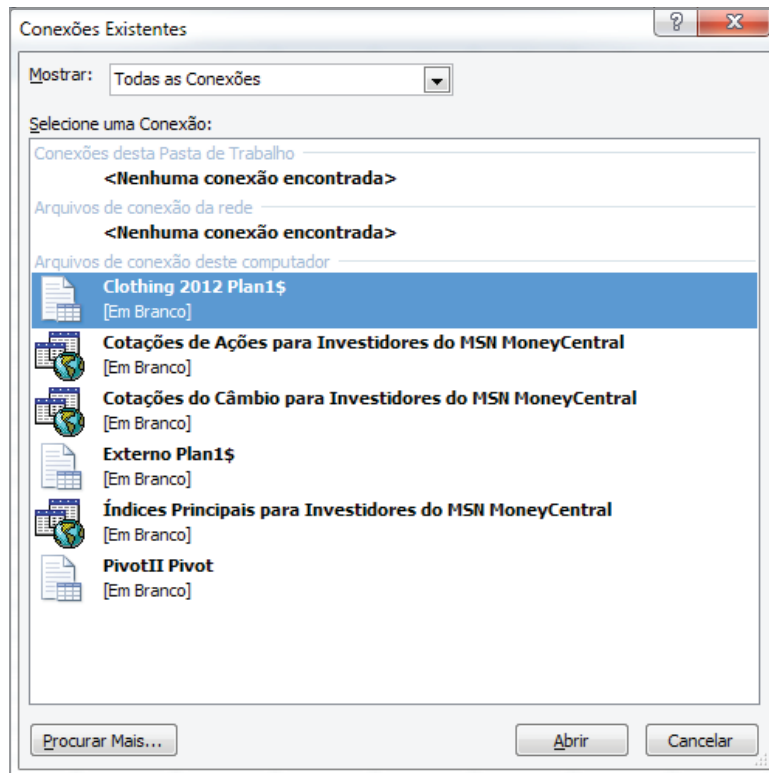 Conexões Existentes
Mostrar: Todas as Conexões
Selecione uma Conexão:
Conexões desta Pasta de Trabalho
<Nenhuma conexão encontrada>
Arquivos de conexão da rede
<Nenhuma conexão encontrada>
Arquivos de conexão deste computador
Clothing 2012 Plan1$
[Em Branco]
Cotações de Ações para Investidores do MSN MoneyCentral
[Em Branco]
Cotações do Câmbio para Investidores do MSN MoneyCentral
[Em Branco]
Externo Plan1$
[Em Branco]
Índices Principais para Investidores do MSN MoneyCentral
[Em Branco]
PivotII Pivot
[Em Branco]
Procurar Mais... Abrir Cancelar